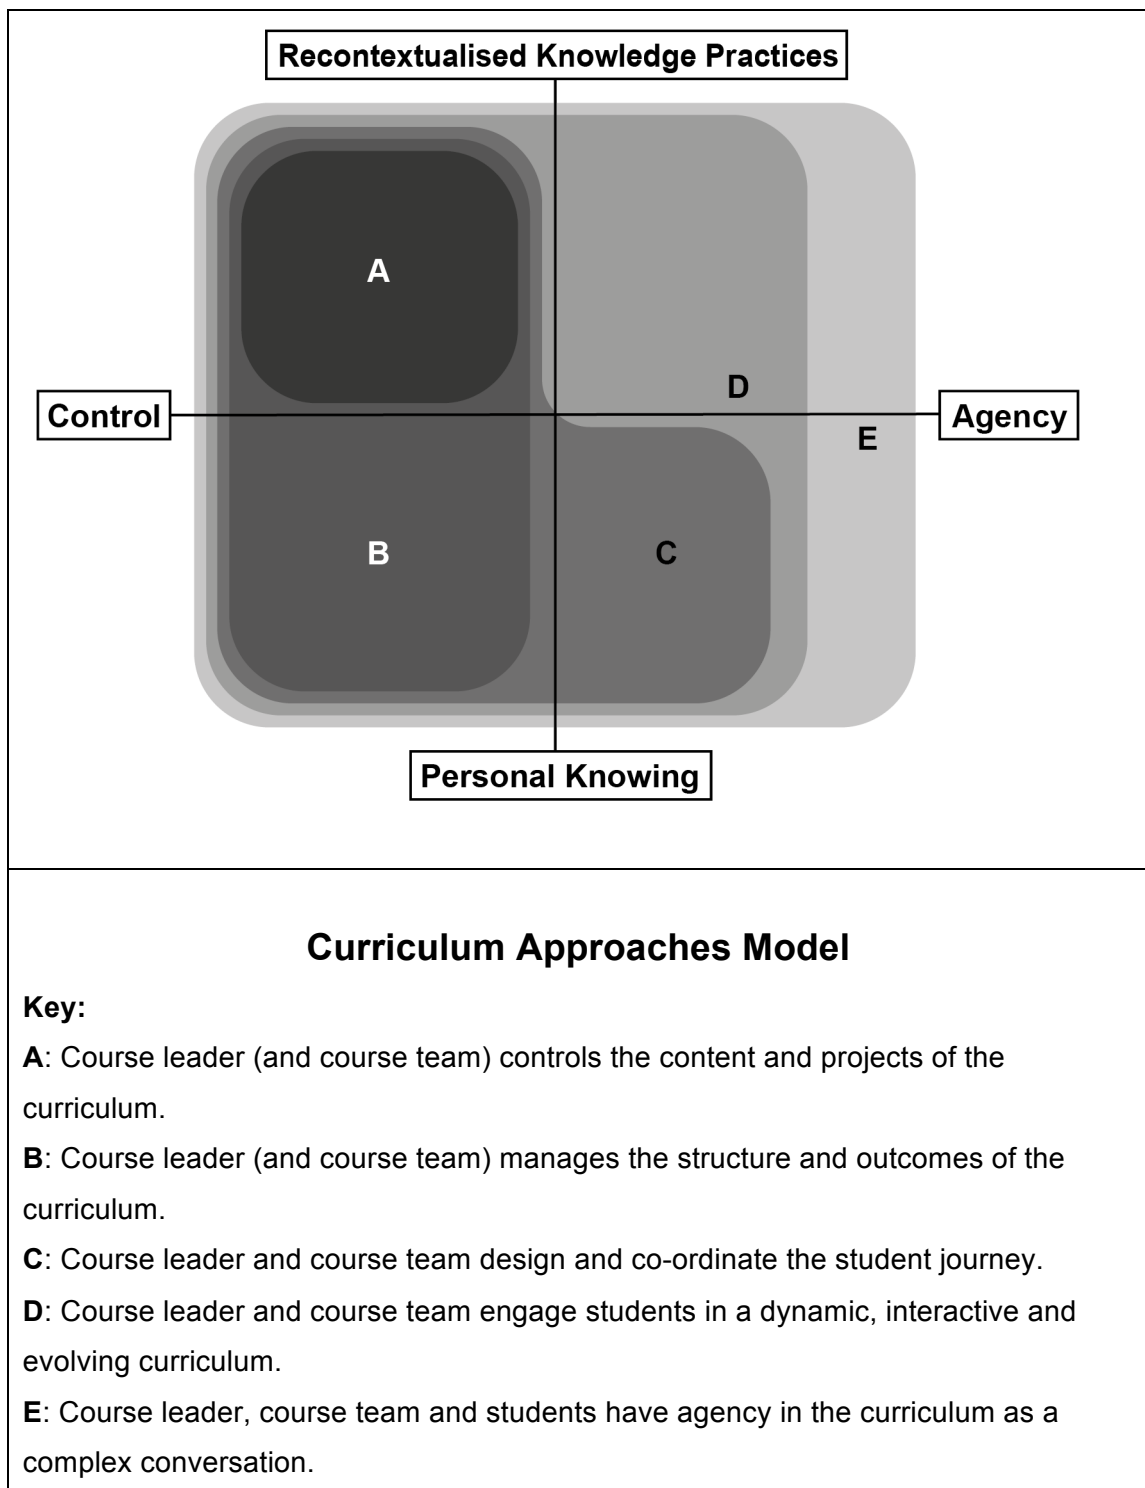 Recontextualised Knowledge Practices
A
D
Control
Agency
E
B
C
Personal Knowing
Curriculum Approaches Model
Key:
A: Course leader (and course team) controls the content and projects of the
curriculum.
B: Course leader (and course team) manages the structure and outcomes of the
curriculum.
C: Course leader and course team design and co-ordinate the student journey.
D: Course leader and course team engage students in a dynamic, interactive and
evolving curriculum.
E: Course leader, course team and students have agency in the curriculum as a
complex conversation.